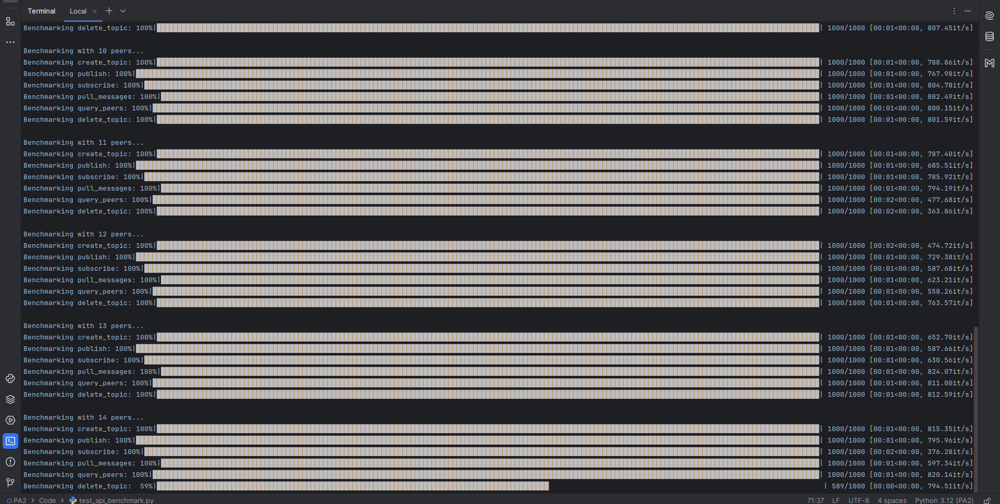 Terminal Local
Benchmarking delete_topic: 100%| | 1000/1000 [00:01<00:00, 807.45it/s]
Benchmarking with 10 peers...
Benchmarking create_topic: 100%| | 1000/1000 [00:01<00:00, 788.86it/s]
Benchmarking publish: 100%| | 1000/1000 [00:01<00:00, 767.98it/s]
Benchmarking subscribe: 100%| | 1000/1000 [00:01<00:00, 804.78it/s]
Benchmarking pull_messages: 100%| | 1000/1000 [00:01<00:00, 802.49it/s]
Benchmarking query_peers: 100%| | 1000/1000 [00:01<00:00, 800.15it/s]
Benchmarking delete_topic: 100%| | 1000/1000 [00:01<00:00, 801.59it/s]
Benchmarking with 11 peers...
Benchmarking create_topic: 100%| | 1000/1000 [00:01<00:00, 787.40it/s]
Benchmarking publish: 100%| | 1000/1000 [00:01<00:00, 685.51it/s]
Benchmarking subscribe: 100%| | 1000/1000 [00:01<00:00, 785.92it/s]
Benchmarking pull_messages: 100%| | 1000/1000 [00:01<00:00, 794.19it/s]
Benchmarking query_peers: 100%| | 1000/1000 [00:02<00:00, 477.68it/s]
Benchmarking delete_topic: 100%| | 1000/1000 [00:02<00:00, 363.86it/s]
Benchmarking with 12 peers...
Benchmarking create_topic: 100%| | 1000/1000 [00:02<00:00, 474.72it/s]
Benchmarking publish: 100%| | 1000/1000 [00:01<00:00, 729.38it/s]
Benchmarking subscribe: 100%| | 1000/1000 [00:01<00:00, 587.68it/s]
Benchmarking pull_messages: 100%| | 1000/1000 [00:01<00:00, 623.21it/s]
Benchmarking query_peers: 100%| | 1000/1000 [00:01<00:00, 558.26it/s]
Benchmarking delete_topic: 100%| | 1000/1000 [00:01<00:00, 763.57it/s]
Benchmarking with 13 peers...
Benchmarking create_topic: 100%| | 1000/1000 [00:01<00:00, 652.70it/s]
Benchmarking publish: 100%| | 1000/1000 [00:01<00:00, 587.66it/s]
Benchmarking subscribe: 100%| | 1000/1000 [00:01<00:00, 630.56it/s]
Benchmarking pull_messages: 100%| | 1000/1000 [00:01<00:00, 824.07it/s]
Benchmarking query_peers: 100%| | 1000/1000 [00:01<00:00, 811.00it/s]
Benchmarking delete_topic: 100%| | 1000/1000 [00:01<00:00, 812.59it/s]
Benchmarking with 14 peers...
Benchmarking create_topic: 100%| | 1000/1000 [00:01<00:00, 815.35it/s]
Benchmarking publish: 100%| | 1000/1000 [00:01<00:00, 795.96it/s]
Benchmarking subscribe: 100%| | 1000/1000 [00:02<00:00, 376.28it/s]
Benchmarking pull_messages: 100%| | 1000/1000 [00:01<00:00, 597.34it/s]
Benchmarking query_peers: 100%| | 1000/1000 [00:01<00:00, 820.14it/s]
Benchmarking delete_topic: 59%| | 589/1000 [00:00<00:00, 794.51it/s]
PA2 > Code > test_api_benchmark.py 71:37 LF UTF-8 4 spaces Python 3.12 (PA2)